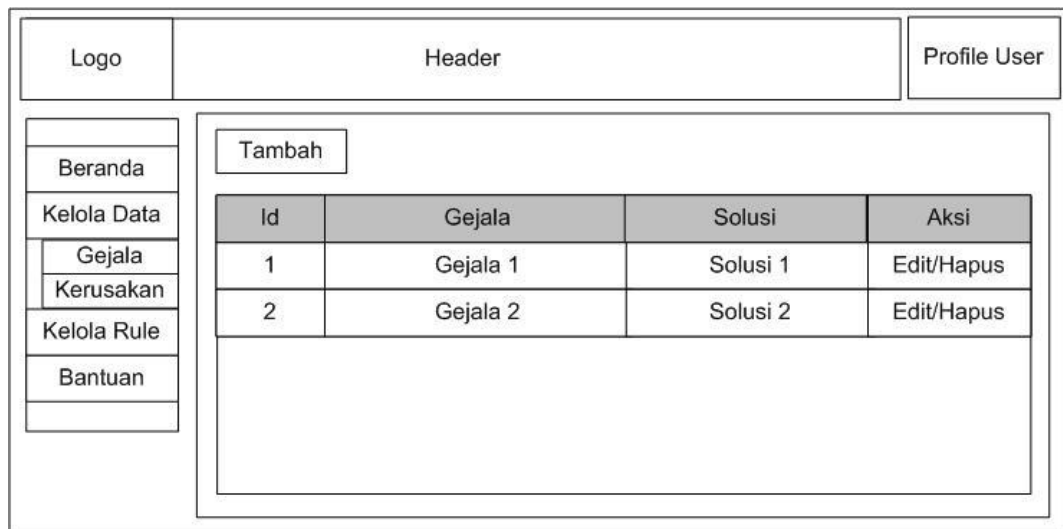 Logo
Header
Profile User
Beranda
Kelola Data
Gejala
Kerusakan
Kelola Rule
Bantuan
Tambah
Id Gejala Solusi Aksi
1 Gejala 1 Solusi 1 Edit/Hapus
2 Gejala 2 Solusi 2 Edit/Hapus